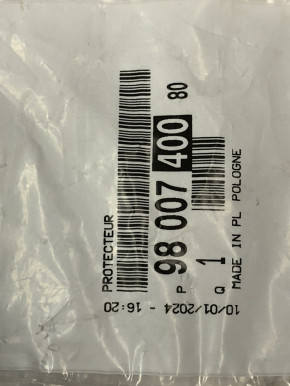 PROTECTEUR
P 98 007 400 80
Q 1
MADE IN PL POLOGNE
10/01/2024 - 16:20